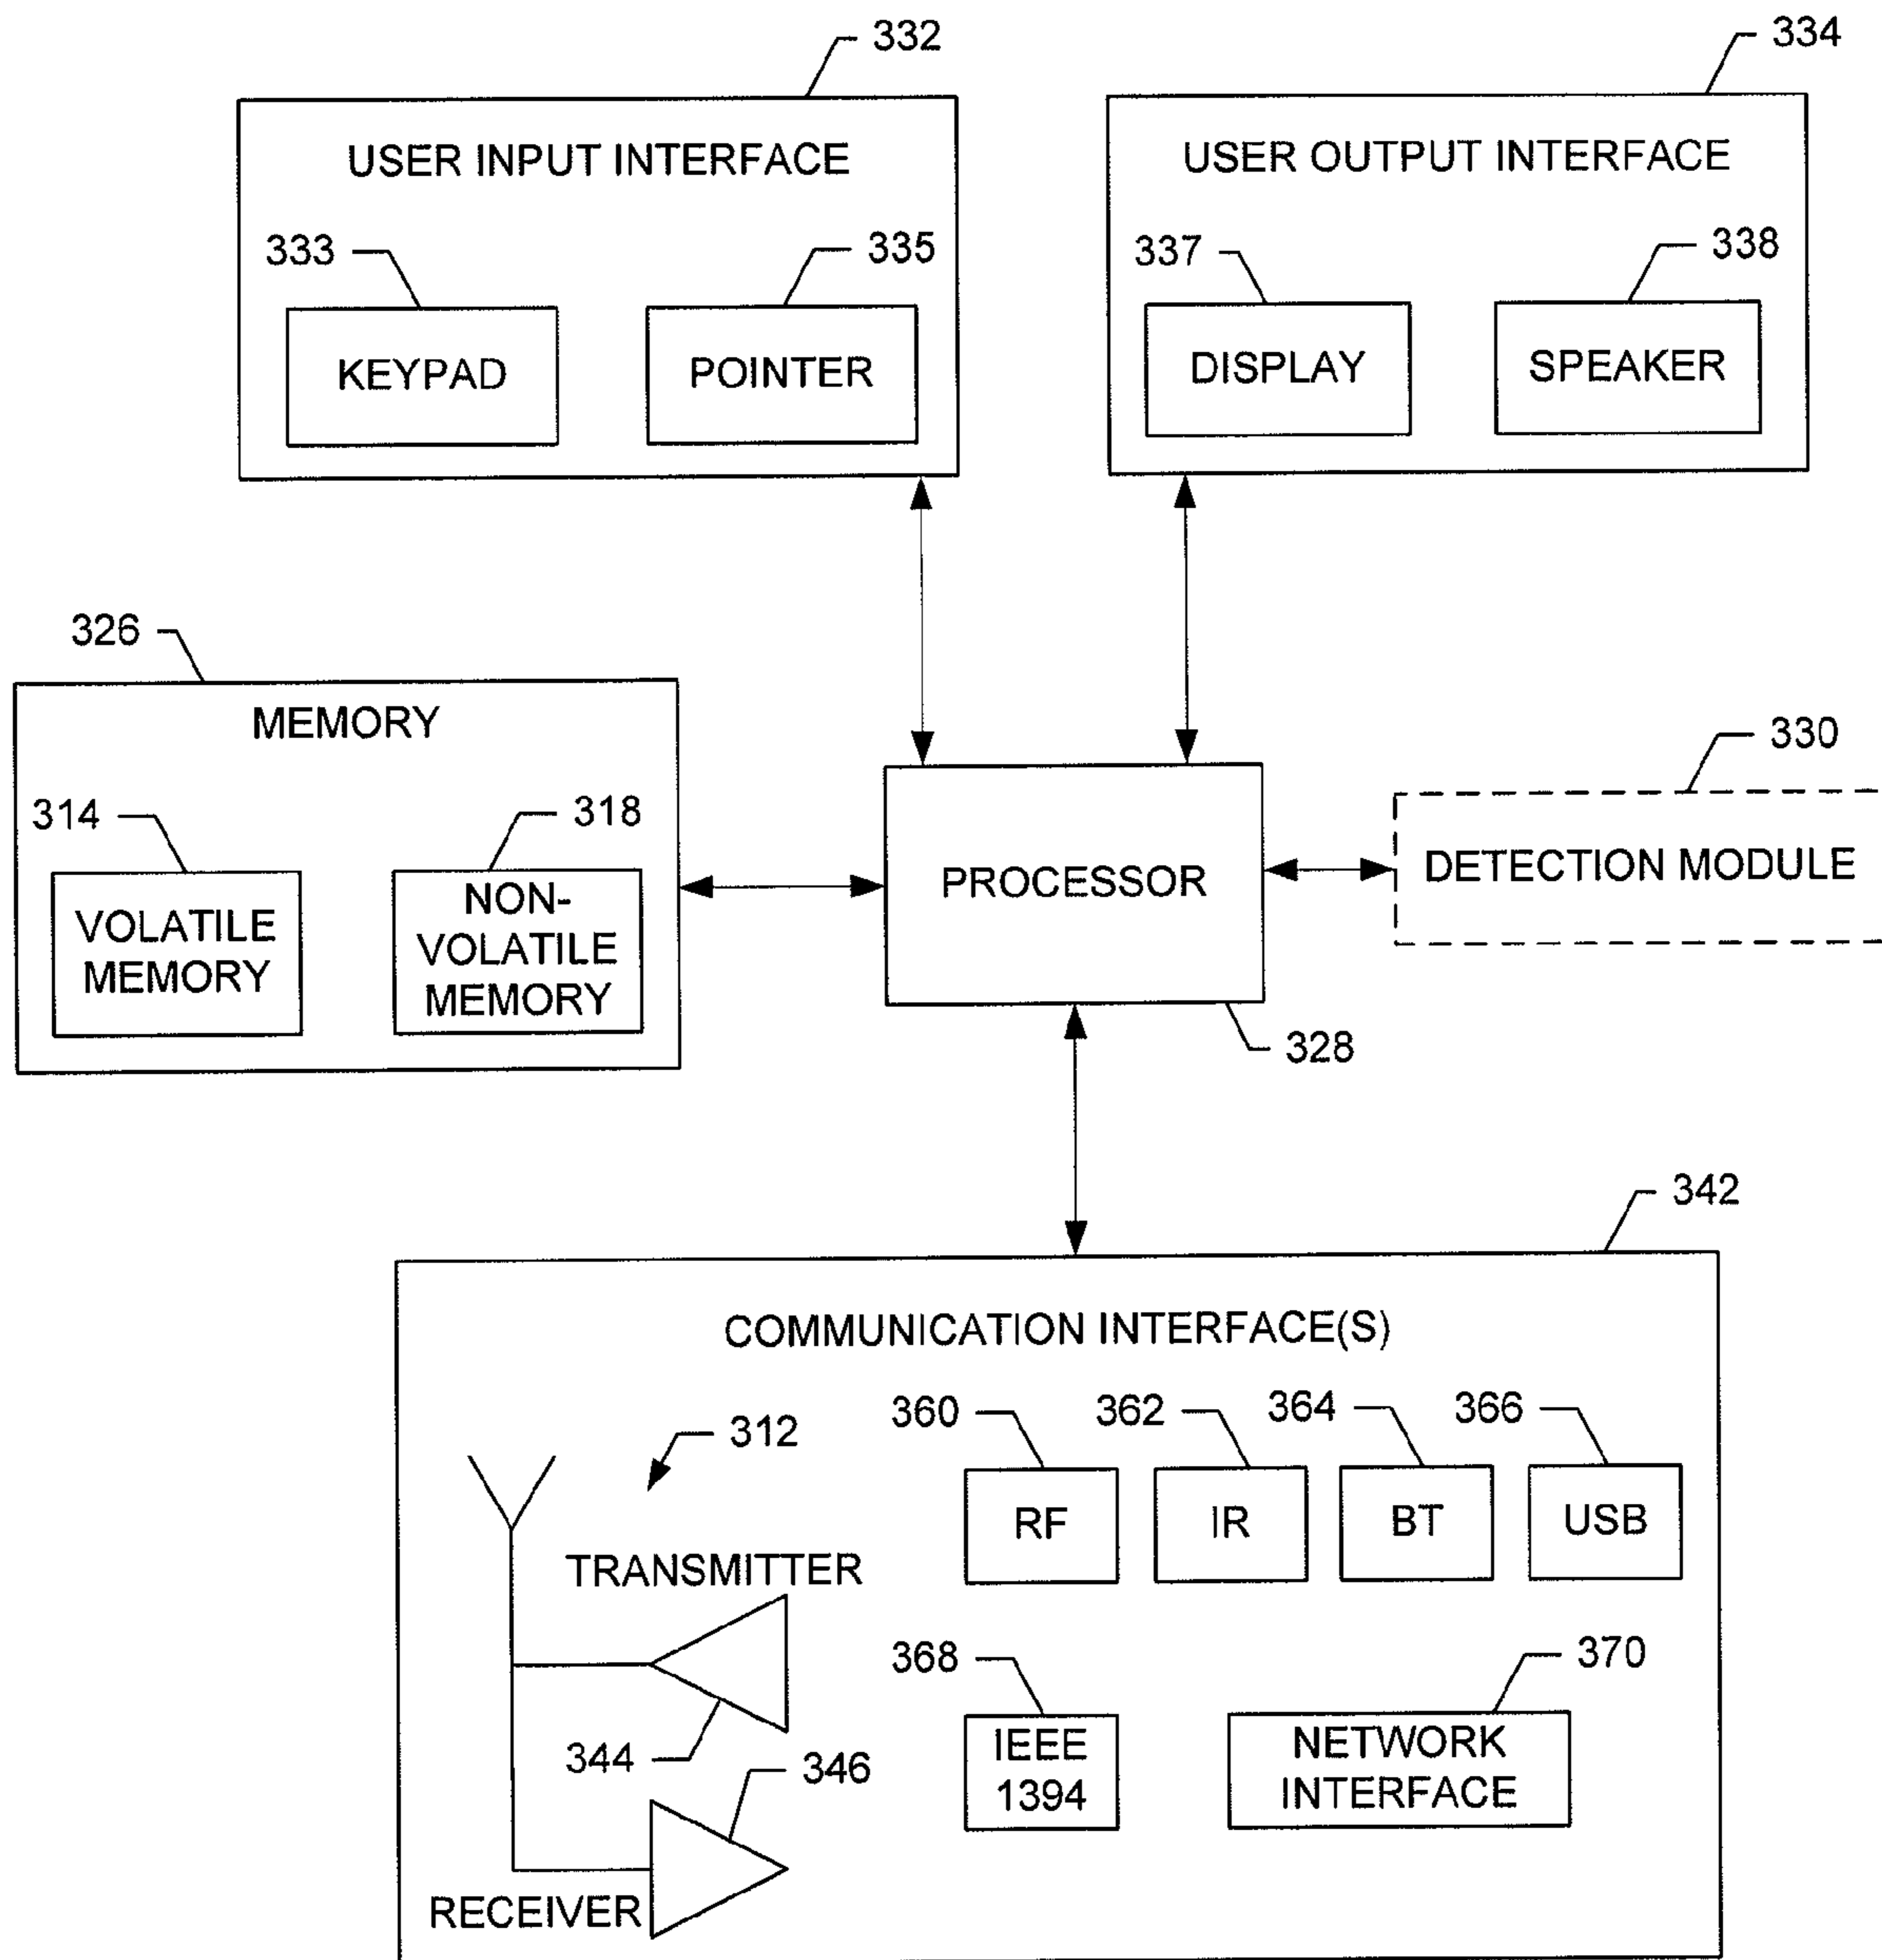 332
334
USER INPUT INTERFACE
USER OUTPUT INTERFACE
333
335
337
338
KEYPAD
POINTER
DISPLAY
SPEAKER
326
MEMORY
330
314
318
VOLATILE
MEMORY
NON-
VOLATILE
MEMORY
PROCESSOR
DETECTION MODULE
328
342
COMMUNICATION INTERFACE(S)
312
360
362
364
366
RF
IR
BT
USB
TRANSMITTER
344
368
370
IEEE
1394
NETWORK
INTERFACE
346
RECEIVER